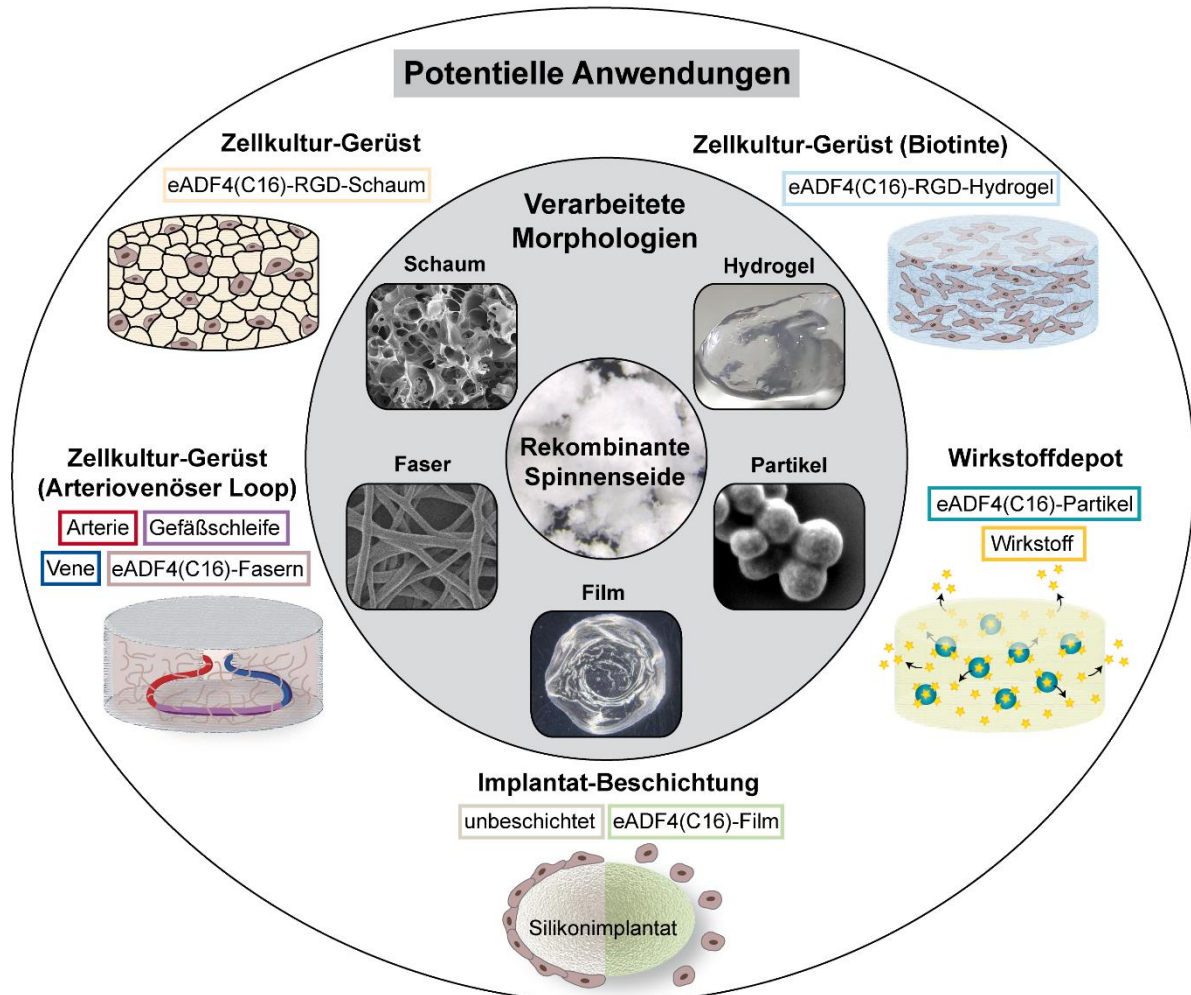 Potentielle Anwendungen
Zellkultur-Gerüst
eADF4(C16)-RGD-Schaum
Zellkultur-Gerüst (Biotinte)
eADF4(C16)-RGD-Hydrogel
Verarbeitete
Morphologien
Schaum
Hydrogel
Rekombinante
Spinnenseide
Faser
Partikel
Film
Zellkultur-Gerüst
(Arteriovenöser Loop)
Arterie
Gefäßschleife
Vene
eADF4(C16)-Fasern
Wirkstoffdepot
eADF4(C16)-Partikel
Wirkstoff
Implantat-Beschichtung
unbeschichtet
eADF4(C16)-Film
Silikonimplantat